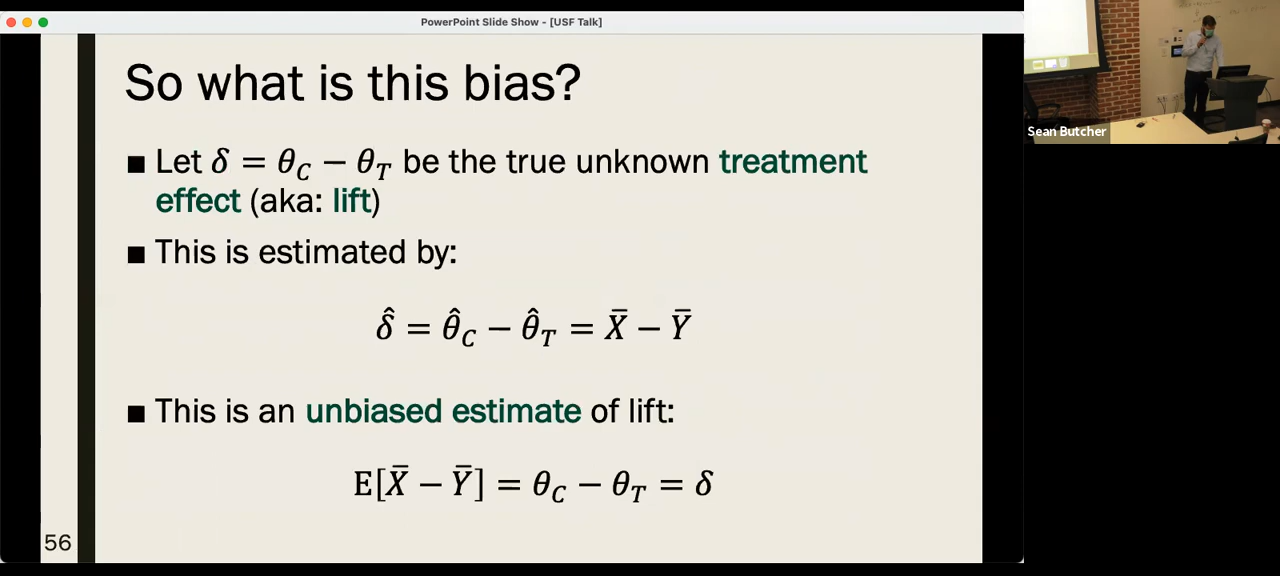 PowerPoint Slide Show - [USF Talk]
So what is this bias?
■ Let δ = θ_C − θ_T be the true unknown treatment
effect (aka: lift)
■ This is estimated by:
δ̂ = θ̂_C − θ̂_T = X̄ − Ȳ
■ This is an unbiased estimate of lift:
E[X̄ − Ȳ] = θ_C − θ_T = δ
56
Sean Butcher